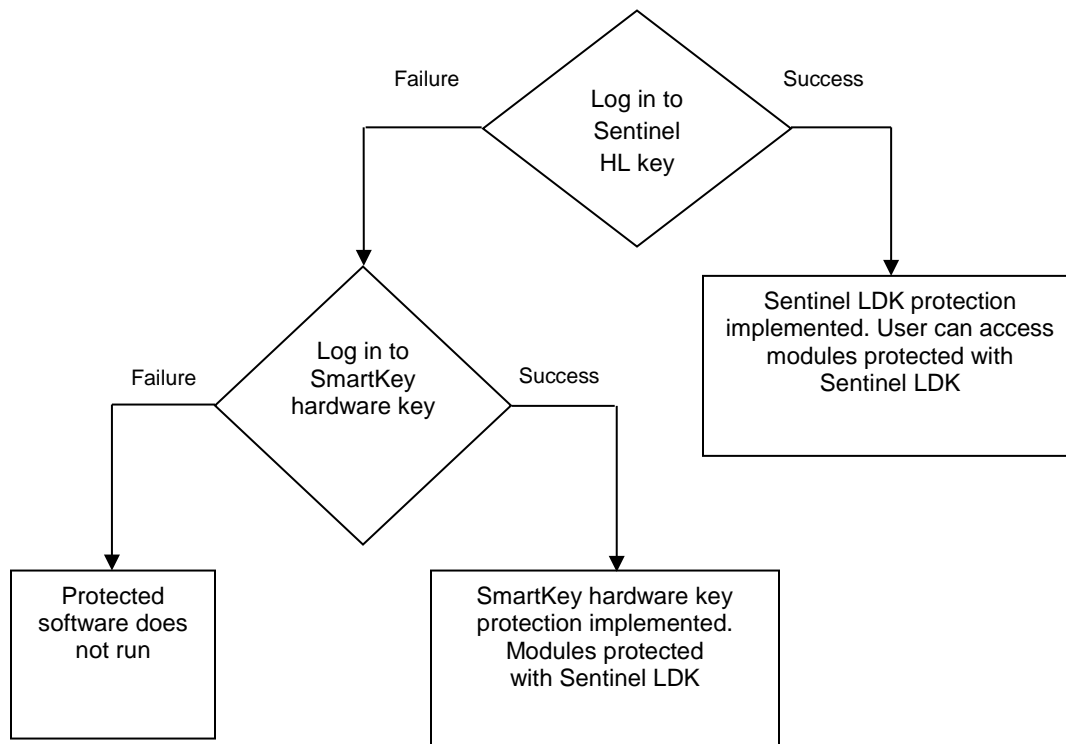 Failure
Success
Log in to
Sentinel
HL key
Sentinel LDK protection
implemented. User can access
modules protected with
Sentinel LDK
Log in to
SmartKey
hardware key
Failure
Success
Protected
software does
not run
SmartKey hardware key
protection implemented.
Modules protected
with Sentinel LDK